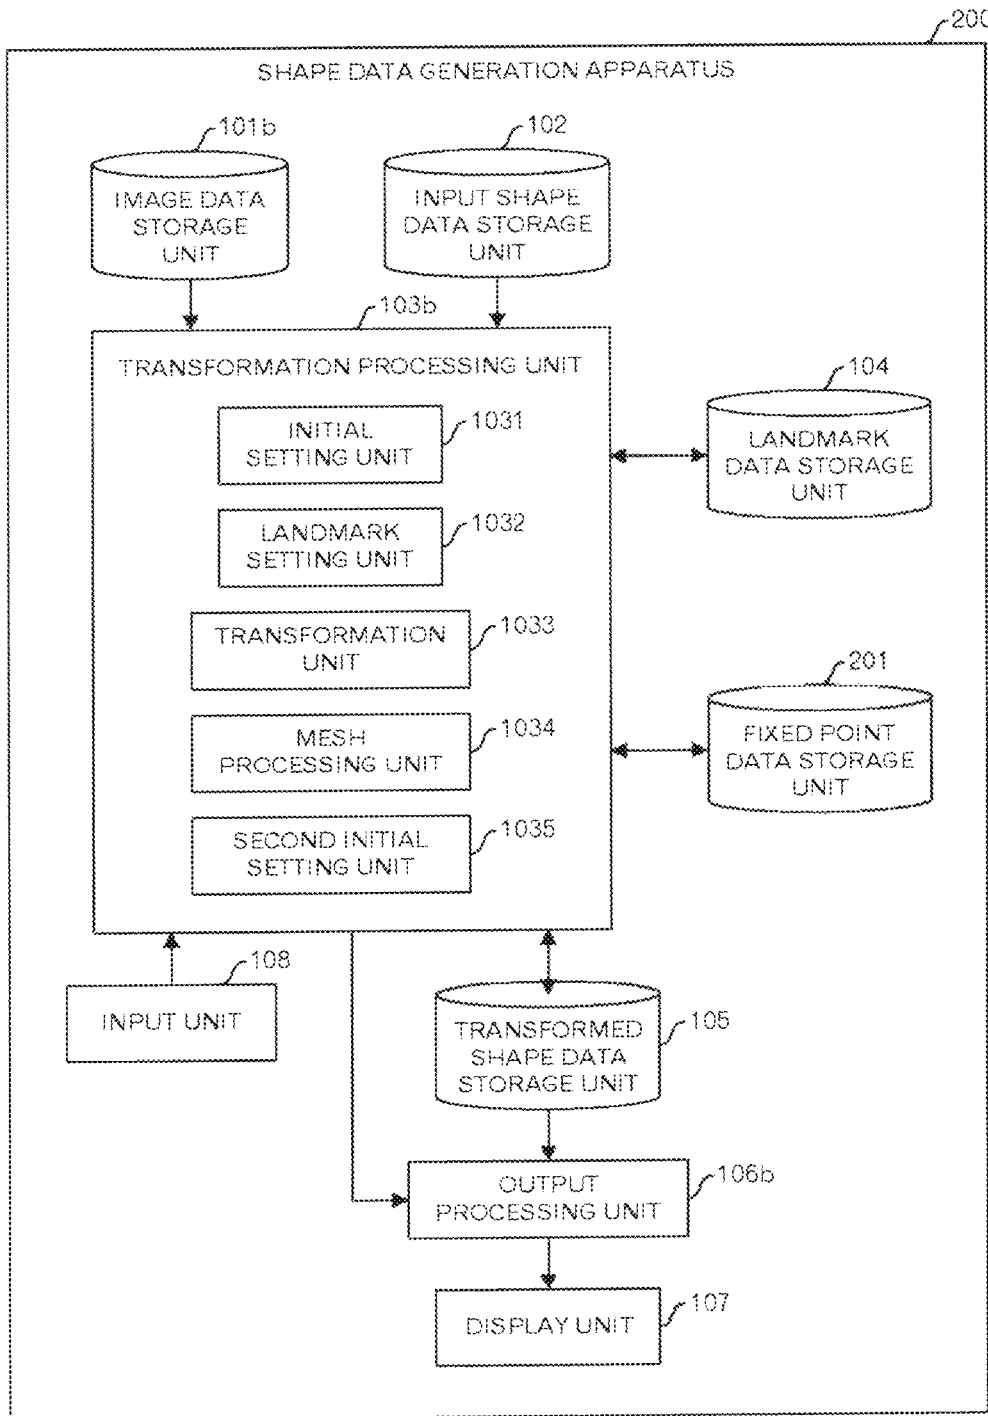 200
SHAPE DATA GENERATION APPARATUS
101b
102
IMAGE DATA
STORAGE
UNIT
INPUT SHAPE
DATA STORAGE
UNIT
103b
TRANSFORMATION PROCESSING UNIT
104
LANDMARK
DATA STORAGE
UNIT
INITIAL
SETTING UNIT
1031
LANDMARK
SETTING UNIT
1032
TRANSFORMATION
UNIT
1033
201
FIXED POINT
DATA STORAGE
UNIT
MESH
PROCESSING UNIT
1034
SECOND INITIAL
SETTING UNIT
1035
108
INPUT UNIT
105
TRANSFORMED
SHAPE DATA
STORAGE UNIT
OUTPUT
PROCESSING UNIT
106b
DISPLAY UNIT
107